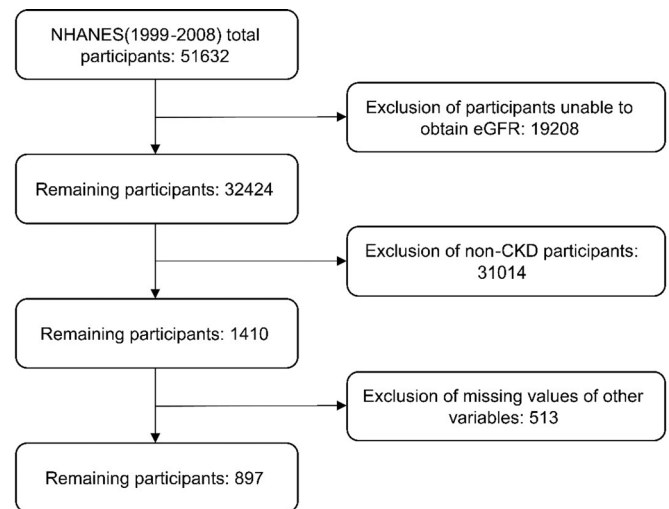 NHANES(1999-2008) total
participants: 51632
Exclusion of participants unable to
obtain eGFR: 19208
Remaining participants: 32424
Exclusion of non-CKD participants:
31014
Remaining participants: 1410
Exclusion of missing values of other
variables: 513
Remaining participants: 897